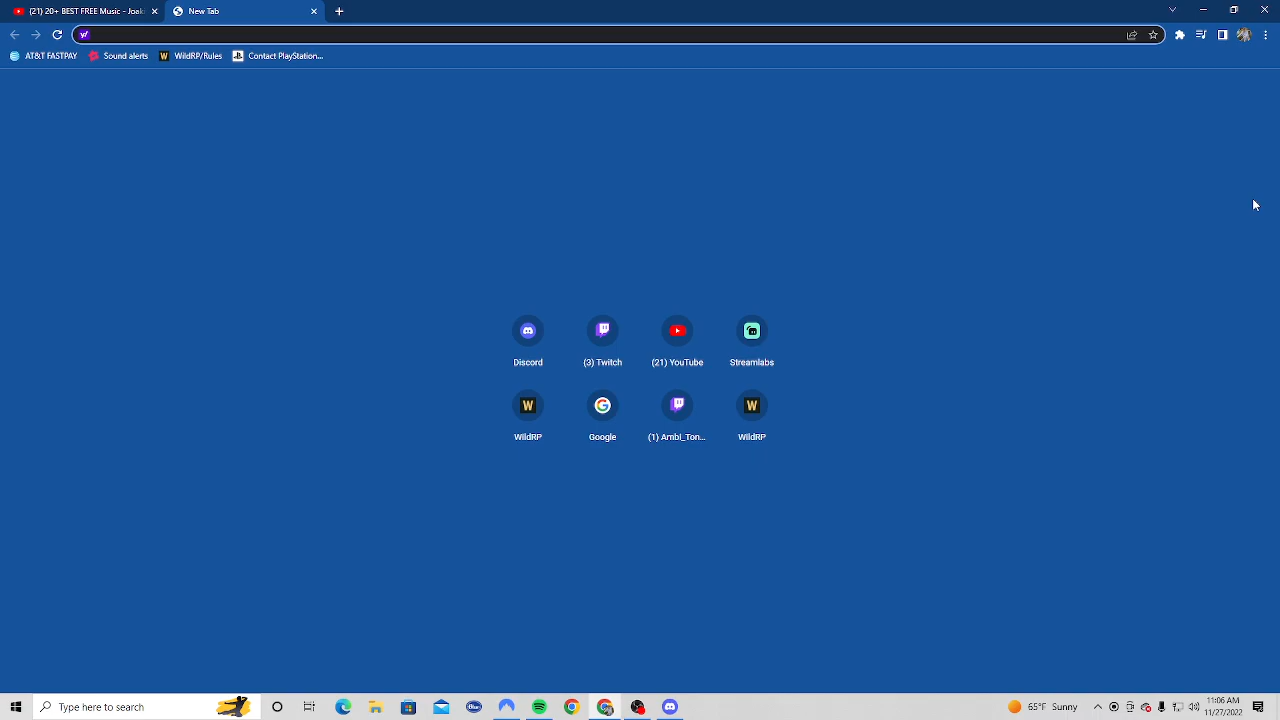 (21) 20+ BEST FREE Music - Joaki
New Tab
AT&T FASTPAY
Sound alerts
WildRP/Rules
Contact PlayStation...
Discord
(3) Twitch
(21) YouTube
Streamlabs
WildRP
Google
(1) Ambi_Ton...
WildRP
Type here to search
65°F Sunny
11:06 AM
11/27/2022